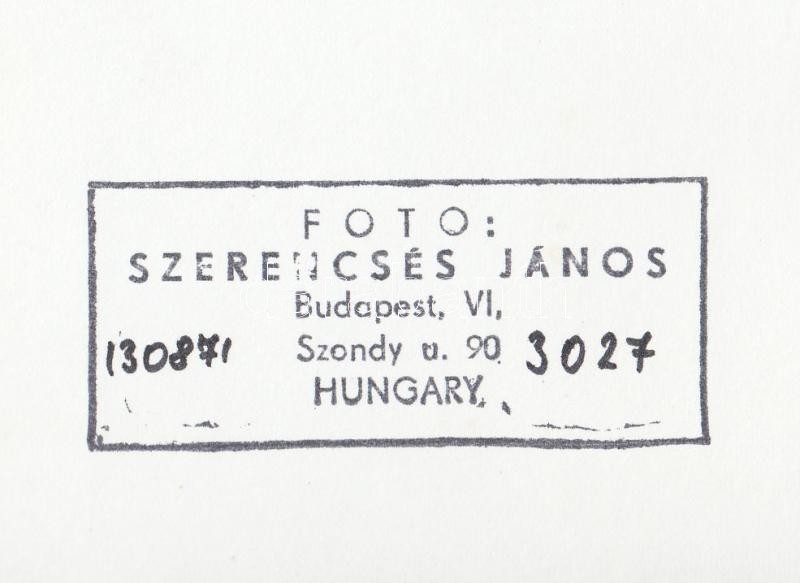 FOTO:
SZERENCSÉS JÁNOS
Budapest, VI,
130871 Szondy u. 90 3027
HUNGARY.